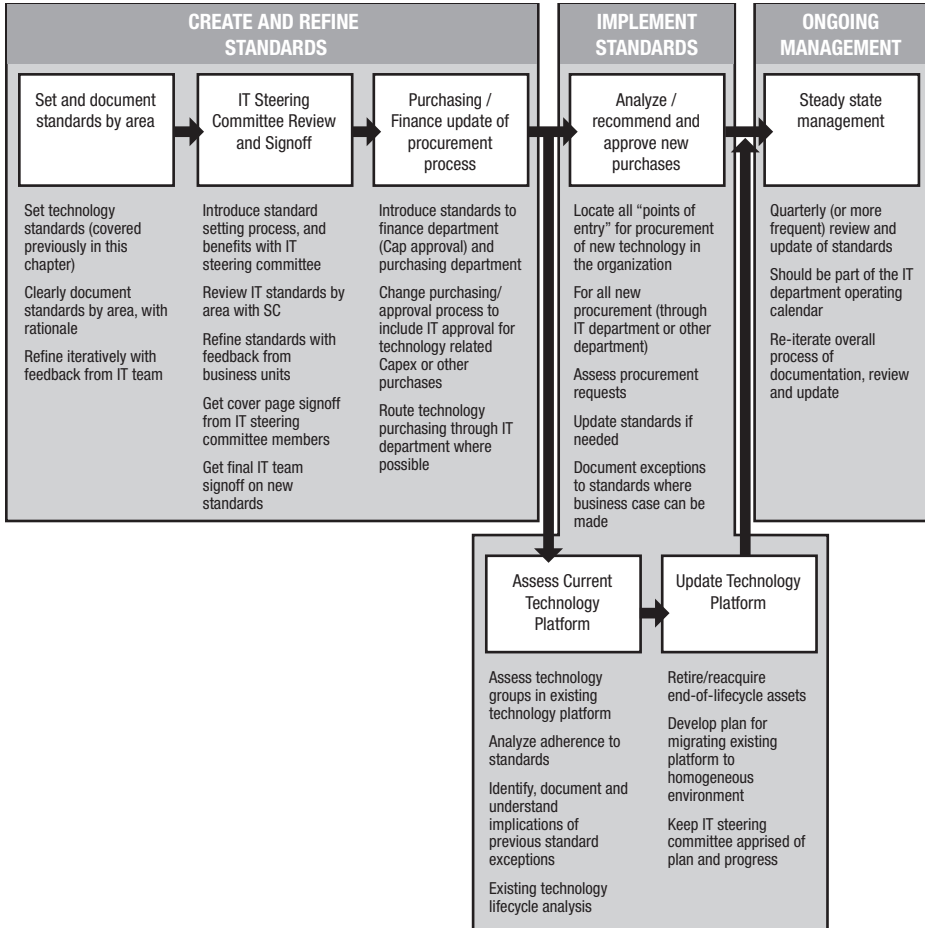 CREATE AND REFINE
STANDARDS
IMPLEMENT
STANDARDS
ONGOING
MANAGEMENT
Set and document
standards by area
IT Steering
Committee Review
and Signoff
Purchasing /
Finance update of
procurement
process
Analyze /
recommend and
approve new
purchases
Steady state
management
Set technology
standards (covered
previously in this
chapter)
Clearly document
standards by area, with
rationale
Refine iteratively with
feedback from IT team
Introduce standard
setting process, and
benefits with IT
steering committee
Review IT standards by
area with SC
Refine standards with
feedback from
business units
Get cover page signoff
from IT steering
committee members
Get final IT team
signoff on new
standards
Introduce standards to
finance department
(Cap approval) and
purchasing department
Change purchasing/
approval process to
include IT approval for
technology related
Capex or other
purchases
Route technology
purchasing through IT
department where
possible
Locate all “points of
entry” for procurement
of new technology in
the organization
For all new
procurement (through
IT department or other
department)
Assess procurement
requests
Update standards if
needed
Document exceptions
to standards where
business case can be
made
Quarterly (or more
frequent) review and
update of standards
Should be part of the IT
department operating
calendar
Re-iterate overall
process of
documentation, review
and update
Assess Current
Technology
Platform
Update Technology
Platform
Assess technology
groups in existing
technology platform
Analyze adherence to
standards
Identify, document and
understand
implications of
previous standard
exceptions
Existing technology
lifecycle analysis
Retire/reacquire
end-of-lifecycle assets
Develop plan for
migrating existing
platform to
homogeneous
environment
Keep IT steering
committee apprised of
plan and progress